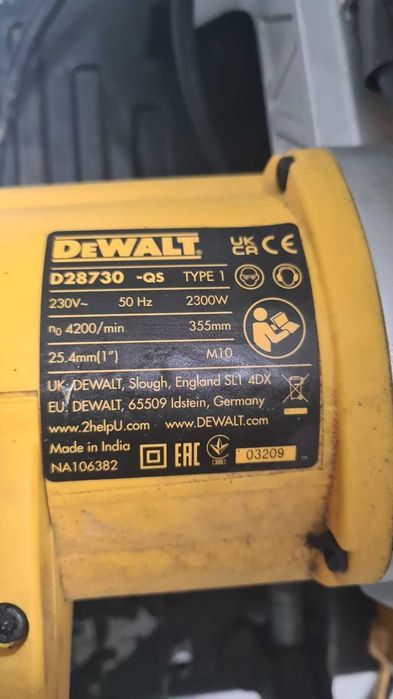 DEWALT®
UK CA CE
D28730 -QS TYPE 1
230V~ 50 Hz 2300W
n₀ 4200/min 355mm
25.4mm(1") M10
UK: DEWALT, Slough, England SL1 4DX
EU: DEWALT, 65509 Idstein, Germany
www.2helpU.com www.DEWALT.com
Made in India
NA106382
EAC
03209